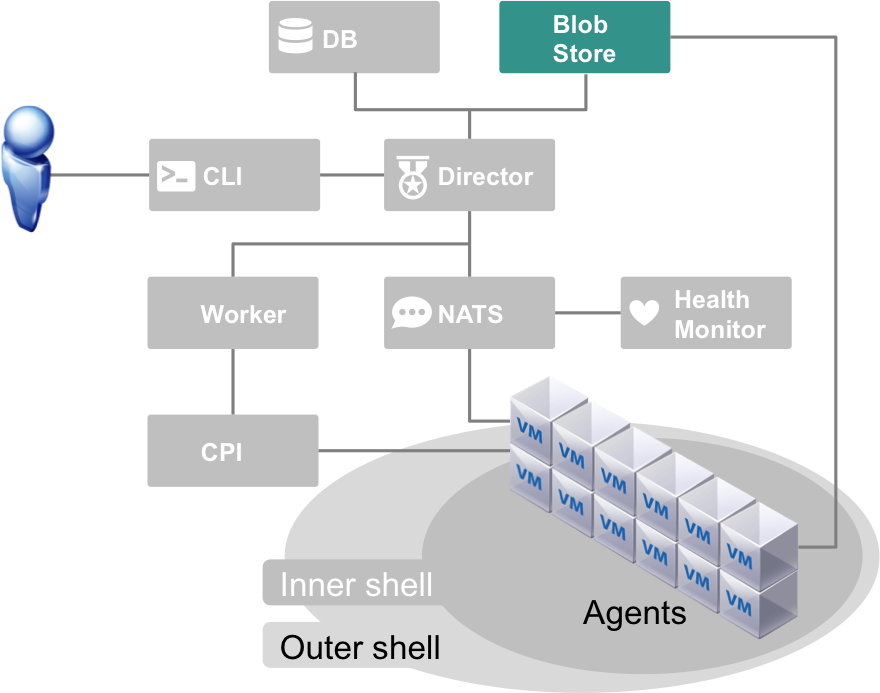 DB
Blob
Store
>_ CLI
Director
Worker
NATS
Health
Monitor
CPI
VM VM VM VM VM VM
VM VM VM VM VM VM
Inner shell
Agents
Outer shell